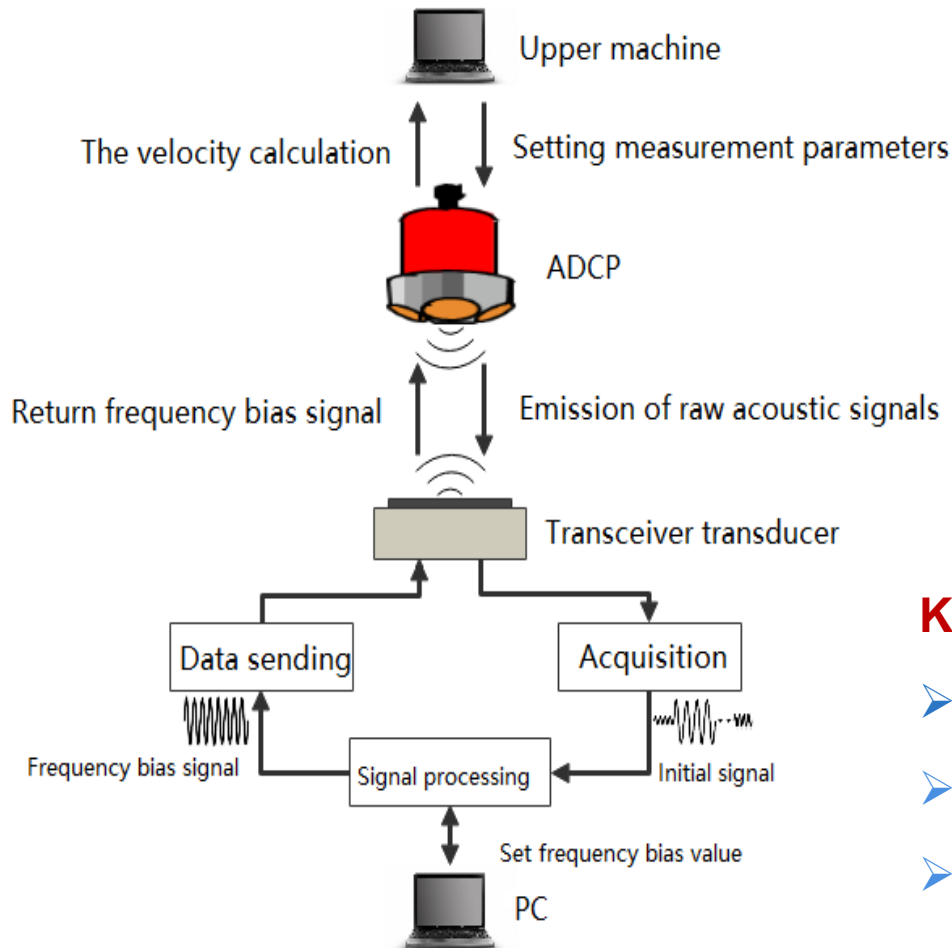 Upper machine
The velocity calculation
Setting measurement parameters
ADCP
Return frequency bias signal
Emission of raw acoustic signals
Transceiver transducer
Data sending
Acquisition
K
Frequency bias signal
Signal processing
Initial signal
Set frequency bias value
PC